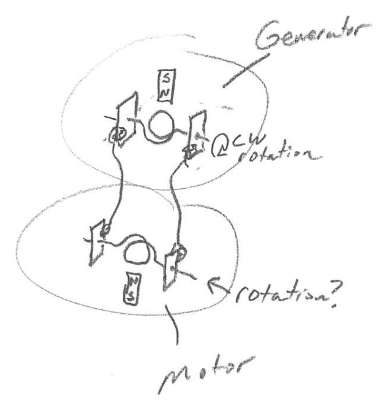 Generator
S
N
CW
rotation
N
S
rotation?
Motor